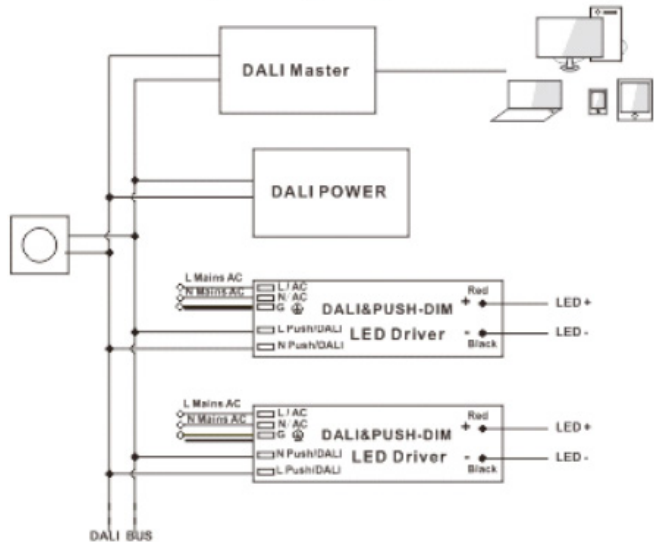 DALI Master
DALI POWER
L Mains AC
N Mains AC
L/AC
N/AC
G
L Push/DALI
N Push/DALI
DALI&PUSH-DIM
LED Driver
Red
+
-
Black
LED+
LED-
L Mains AC
N Mains AC
L/AC
N/AC
G
N Push/DALI
L Push/DALI
DALI&PUSH-DIM
LED Driver
Red
+
-
Black
LED+
LED-
DALI BUS